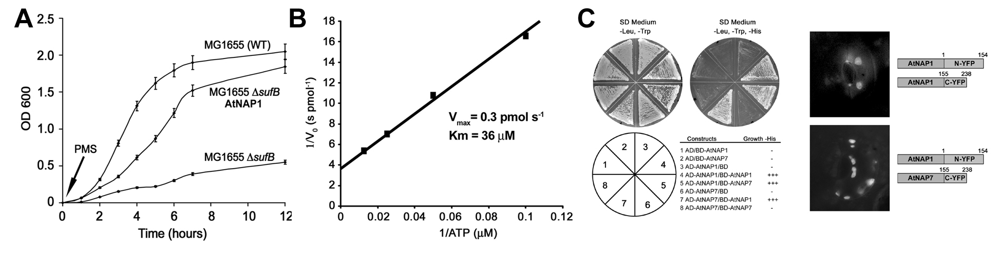 A
2.5
2.0
1.5
1.0
0.5
0
OD 600
MG1655 (WT)
MG1655 ΔsufB
AtNAP1
MG1655 ΔsufB
PMS
0 2 4 6 8 10 12
Time (hours)
B
18
16
14
12
10
8
6
4
2
0
1/V0 (s pmol-1)
Vmax= 0.3 pmol s-1
Km = 36 µM
0 0.02 0.04 0.06 0.08 0.1 0.12
1/ATP (µM)
C
SD Medium
-Leu, -Trp
SD Medium
-Leu, -Trp, -His
1
2
3
4
5
6
7
8
Constructs Growth -His
1 AD/BD-AtNAP1 -
2 AD/BD-AtNAP7 -
3 AD-AtNAP1/BD -
4 AD-AtNAP1/BD-AtNAP1 +++
5 AD-AtNAP1/BD-AtNAP7 +++
6 AD-AtNAP7/BD -
7 AD-AtNAP7/BD-AtNAP1 +++
8 AD-AtNAP7/BD-AtNAP7 -
1 154
AtNAP1 N-YFP
155 238
AtNAP1 C-YFP
1 154
AtNAP1 N-YFP
155 238
AtNAP7 C-YFP